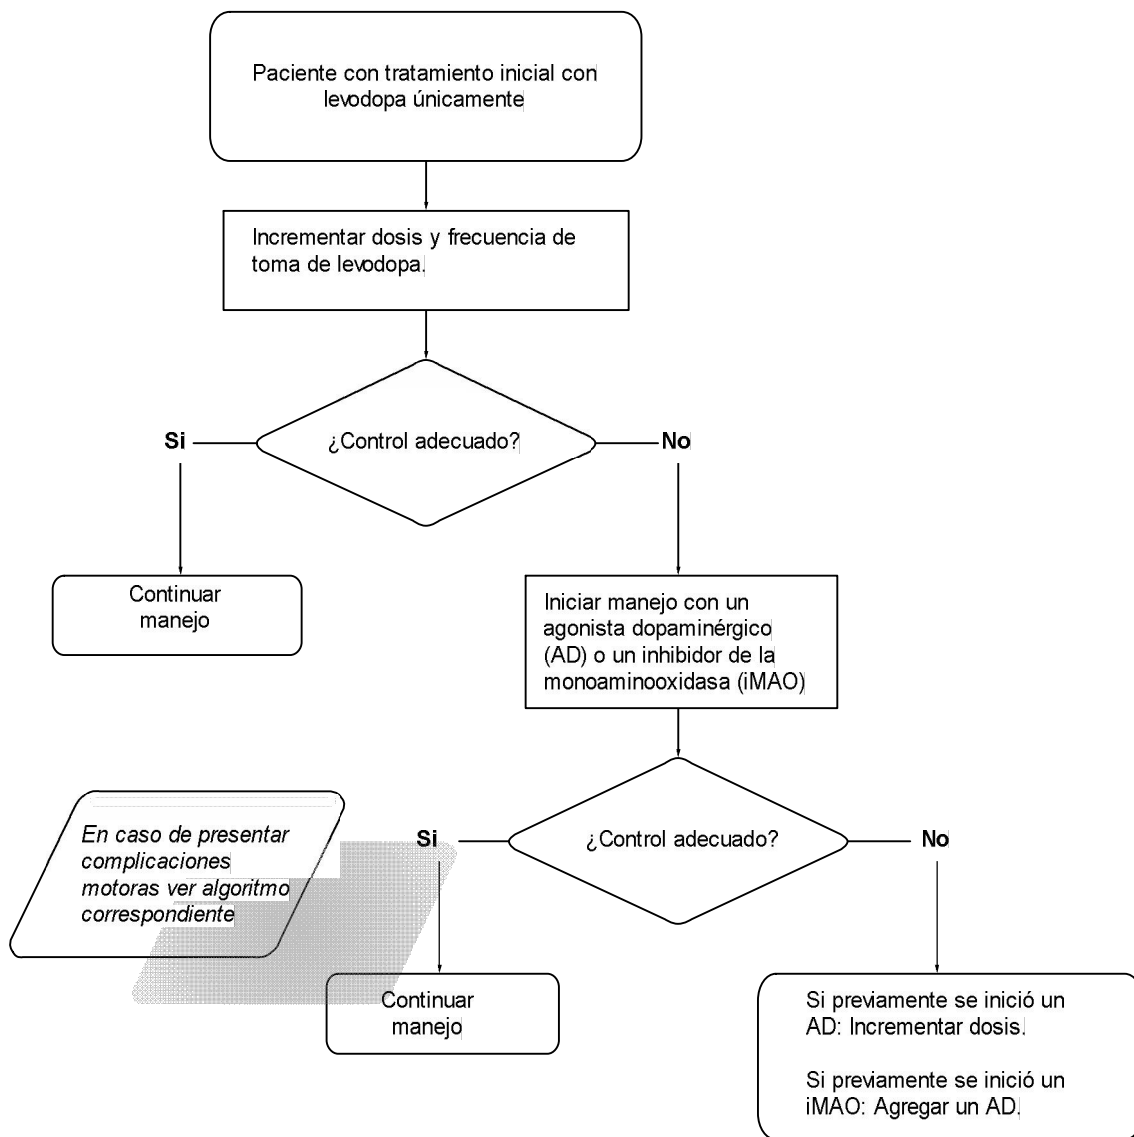 Paciente con tratamiento inicial con
levodopa únicamente
Incrementar dosis y frecuencia de
toma de levodopa.
¿Control adecuado?
Si
No
Continuar
manejo
Iniciar manejo con un
agonista dopaminérgico
(AD) o un inhibidor de la
monoaminooxidasa (iMAO)
En caso de presentar
complicaciones
motoras ver algoritmo
correspondiente
Si
¿Control adecuado?
No
Continuar
manejo
Si previamente se inició un
AD: Incrementar dosis.
Si previamente se inició un
iMAO: Agregar un AD.